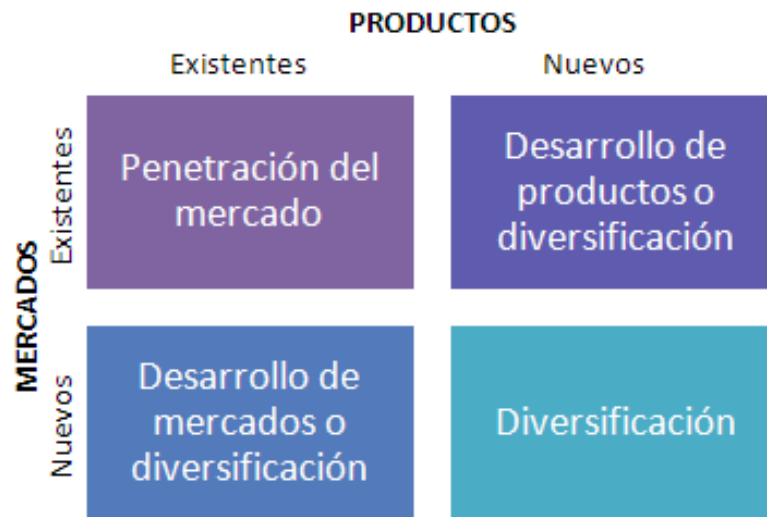 PRODUCTOS
Existentes
Nuevos
MERCADOS
Existentes
Penetración del
mercado
Desarrollo de
productos o
diversificación
Nuevos
Desarrollo de
mercados o
diversificación
Diversificación